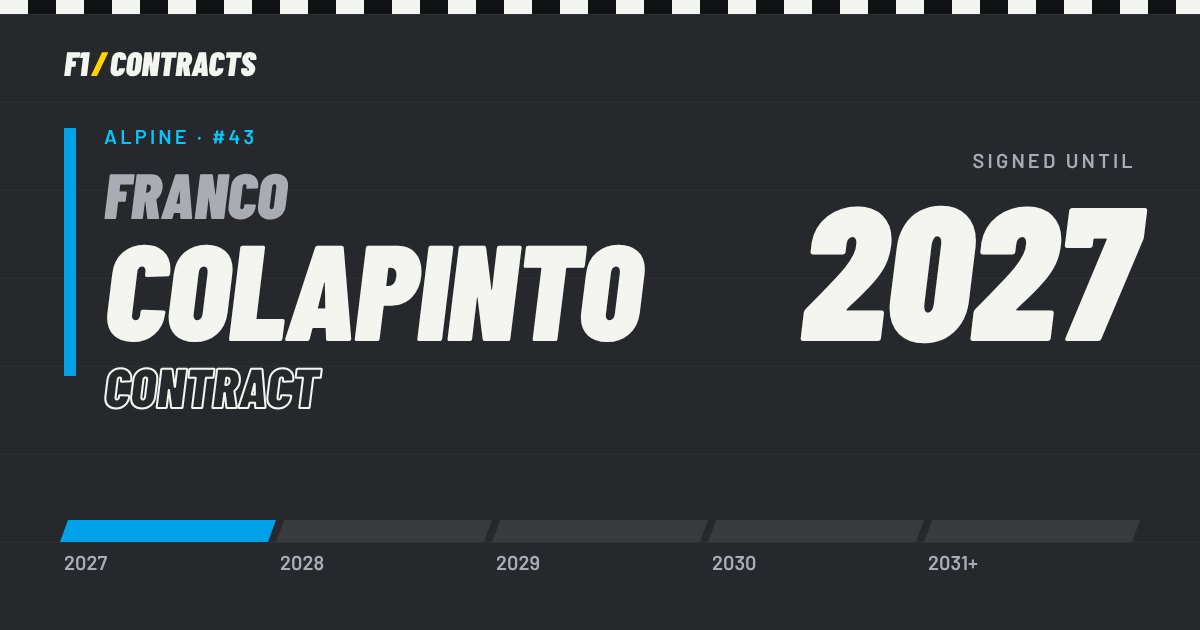 F1/CONTRACTS
ALPINE · #43
FRANCO
COLAPINTO
CONTRACT
SIGNED UNTIL
2027
2027 2028 2029 2030 2031+